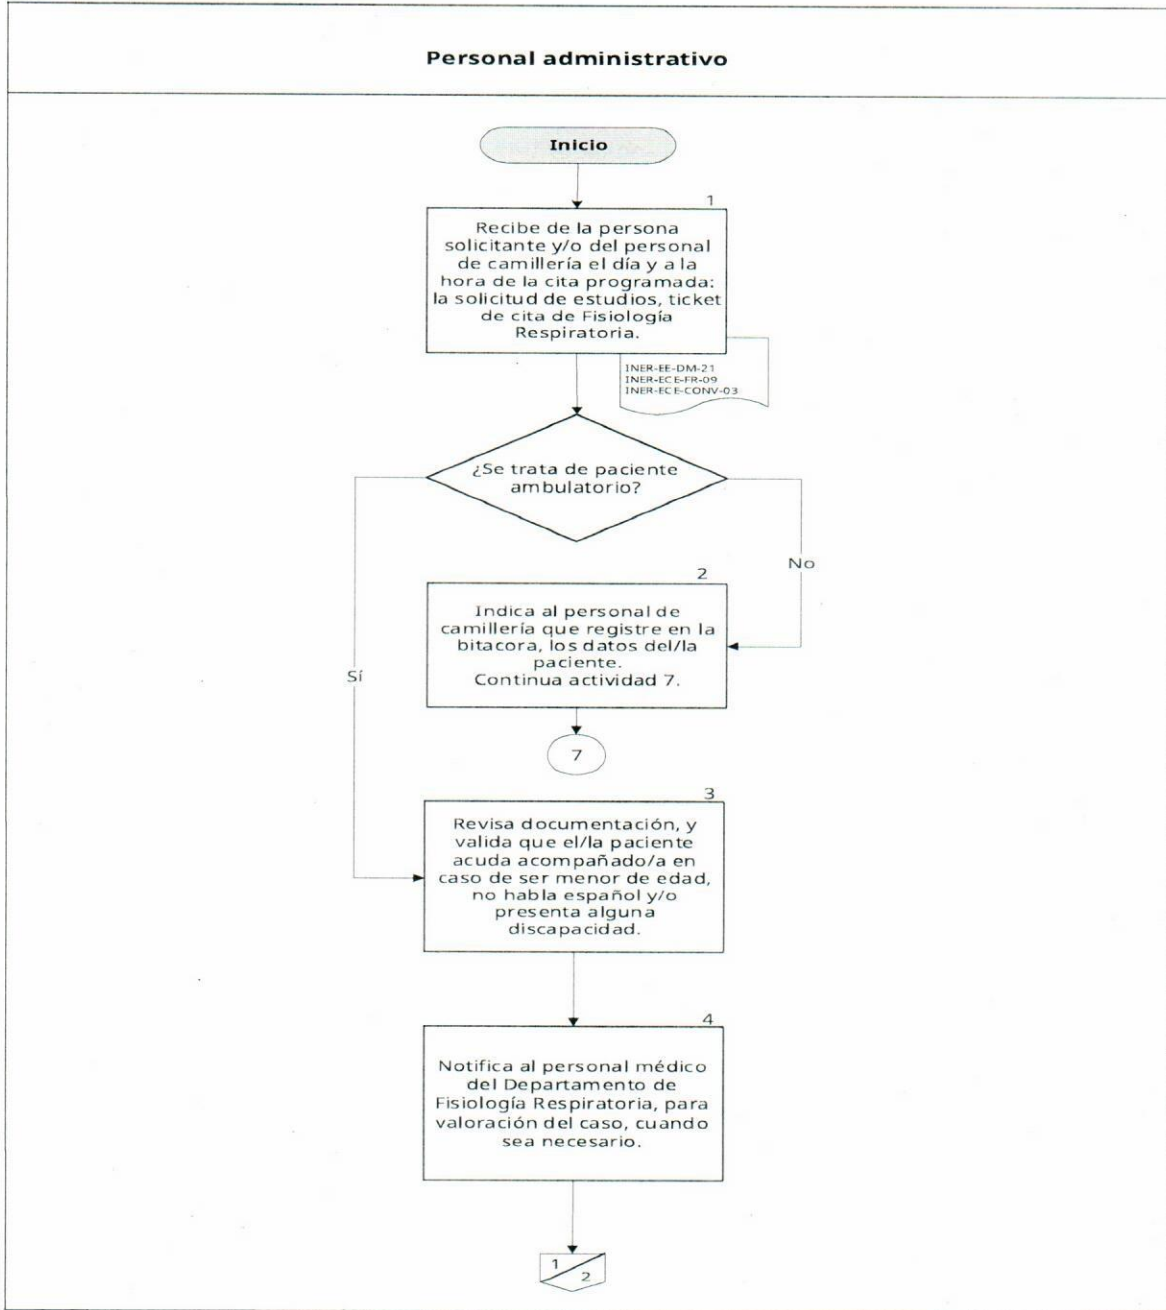 Personal administrativo
Inicio
1
Recibe de la persona
solicitante y/o del personal
de camillería el día y a la
hora de la cita programada:
la solicitud de estudios, ticket
de cita de Fisiología
Respiratoria.
INER-EE-DM-21
INER-ECE-FR-09
INER-ECE-CONV-03
¿Se trata de paciente
ambulatorio?
No
2
Indica al personal de
camillería que registre en la
bitacora, los datos del/la
paciente.
Continua actividad 7.
Sí
7
3
Revisa documentación, y
valida que el/la paciente
acuda acompañado/a en
caso de ser menor de edad,
no habla español y/o
presenta alguna
discapacidad.
4
Notifica al personal médico
del Departamento de
Fisiología Respiratoria, para
valoración del caso, cuando
sea necesario.
1
2